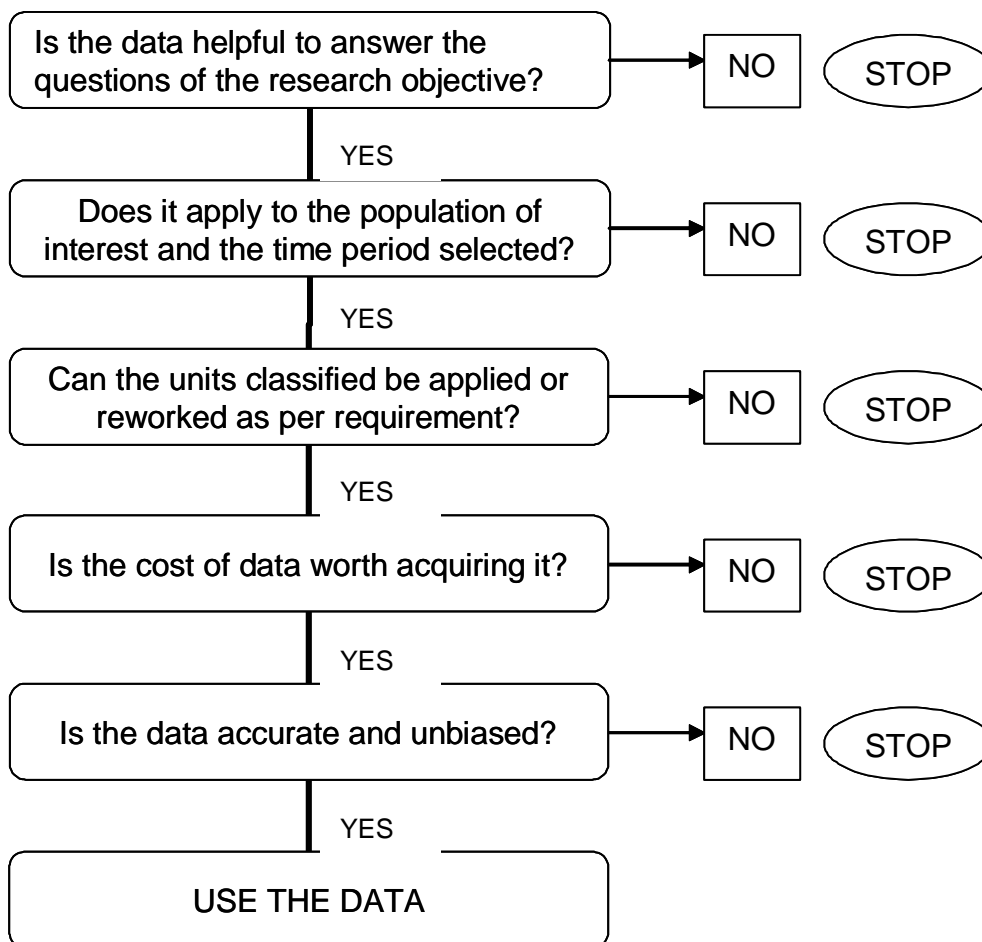 Is the data helpful to answer the
questions of the research objective?
NO
STOP
YES
Does it apply to the population of
interest and the time period selected?
NO
STOP
YES
Can the units classified be applied or
reworked as per requirement?
NO
STOP
YES
Is the cost of data worth acquiring it?
NO
STOP
YES
Is the data accurate and unbiased?
NO
STOP
YES
USE THE DATA